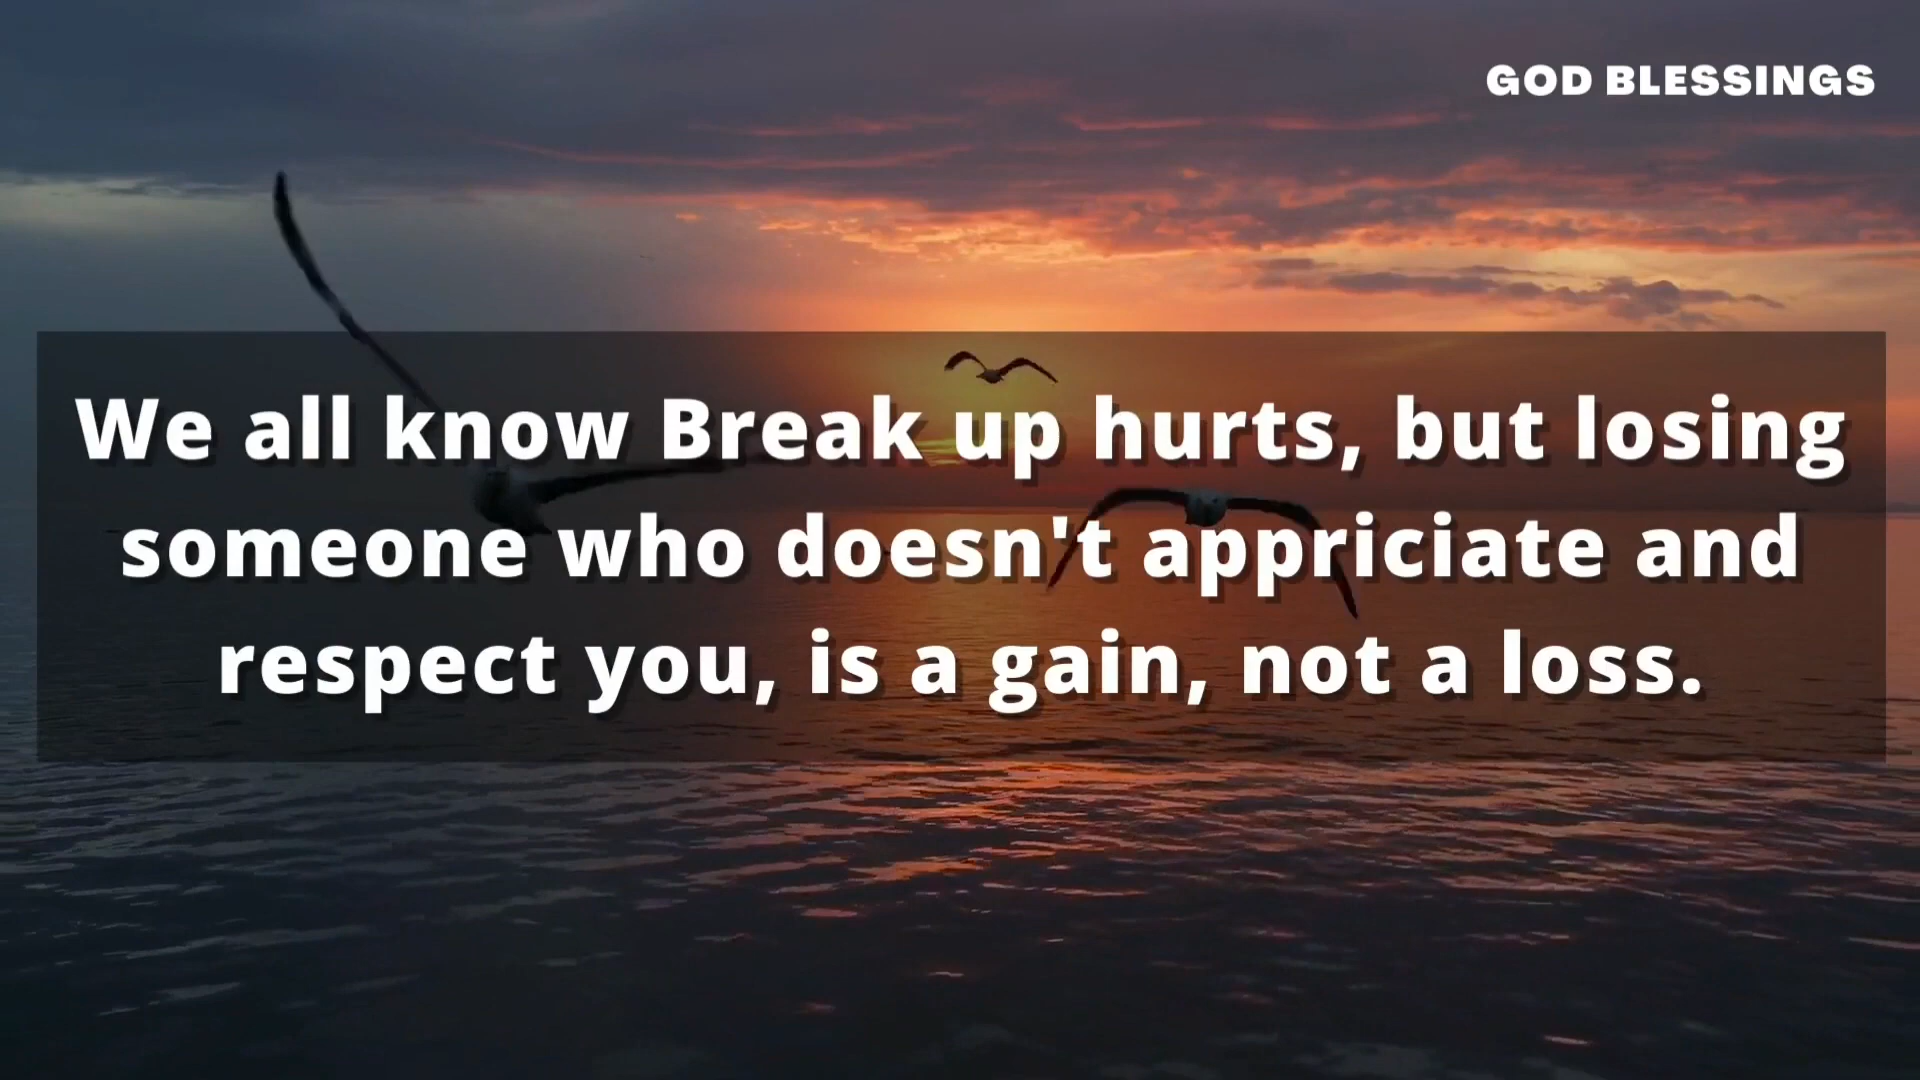 GOD BLESSINGS
We all know Break up hurts, but losing
someone who doesn't appriciate and
respect you, is a gain, not a loss.